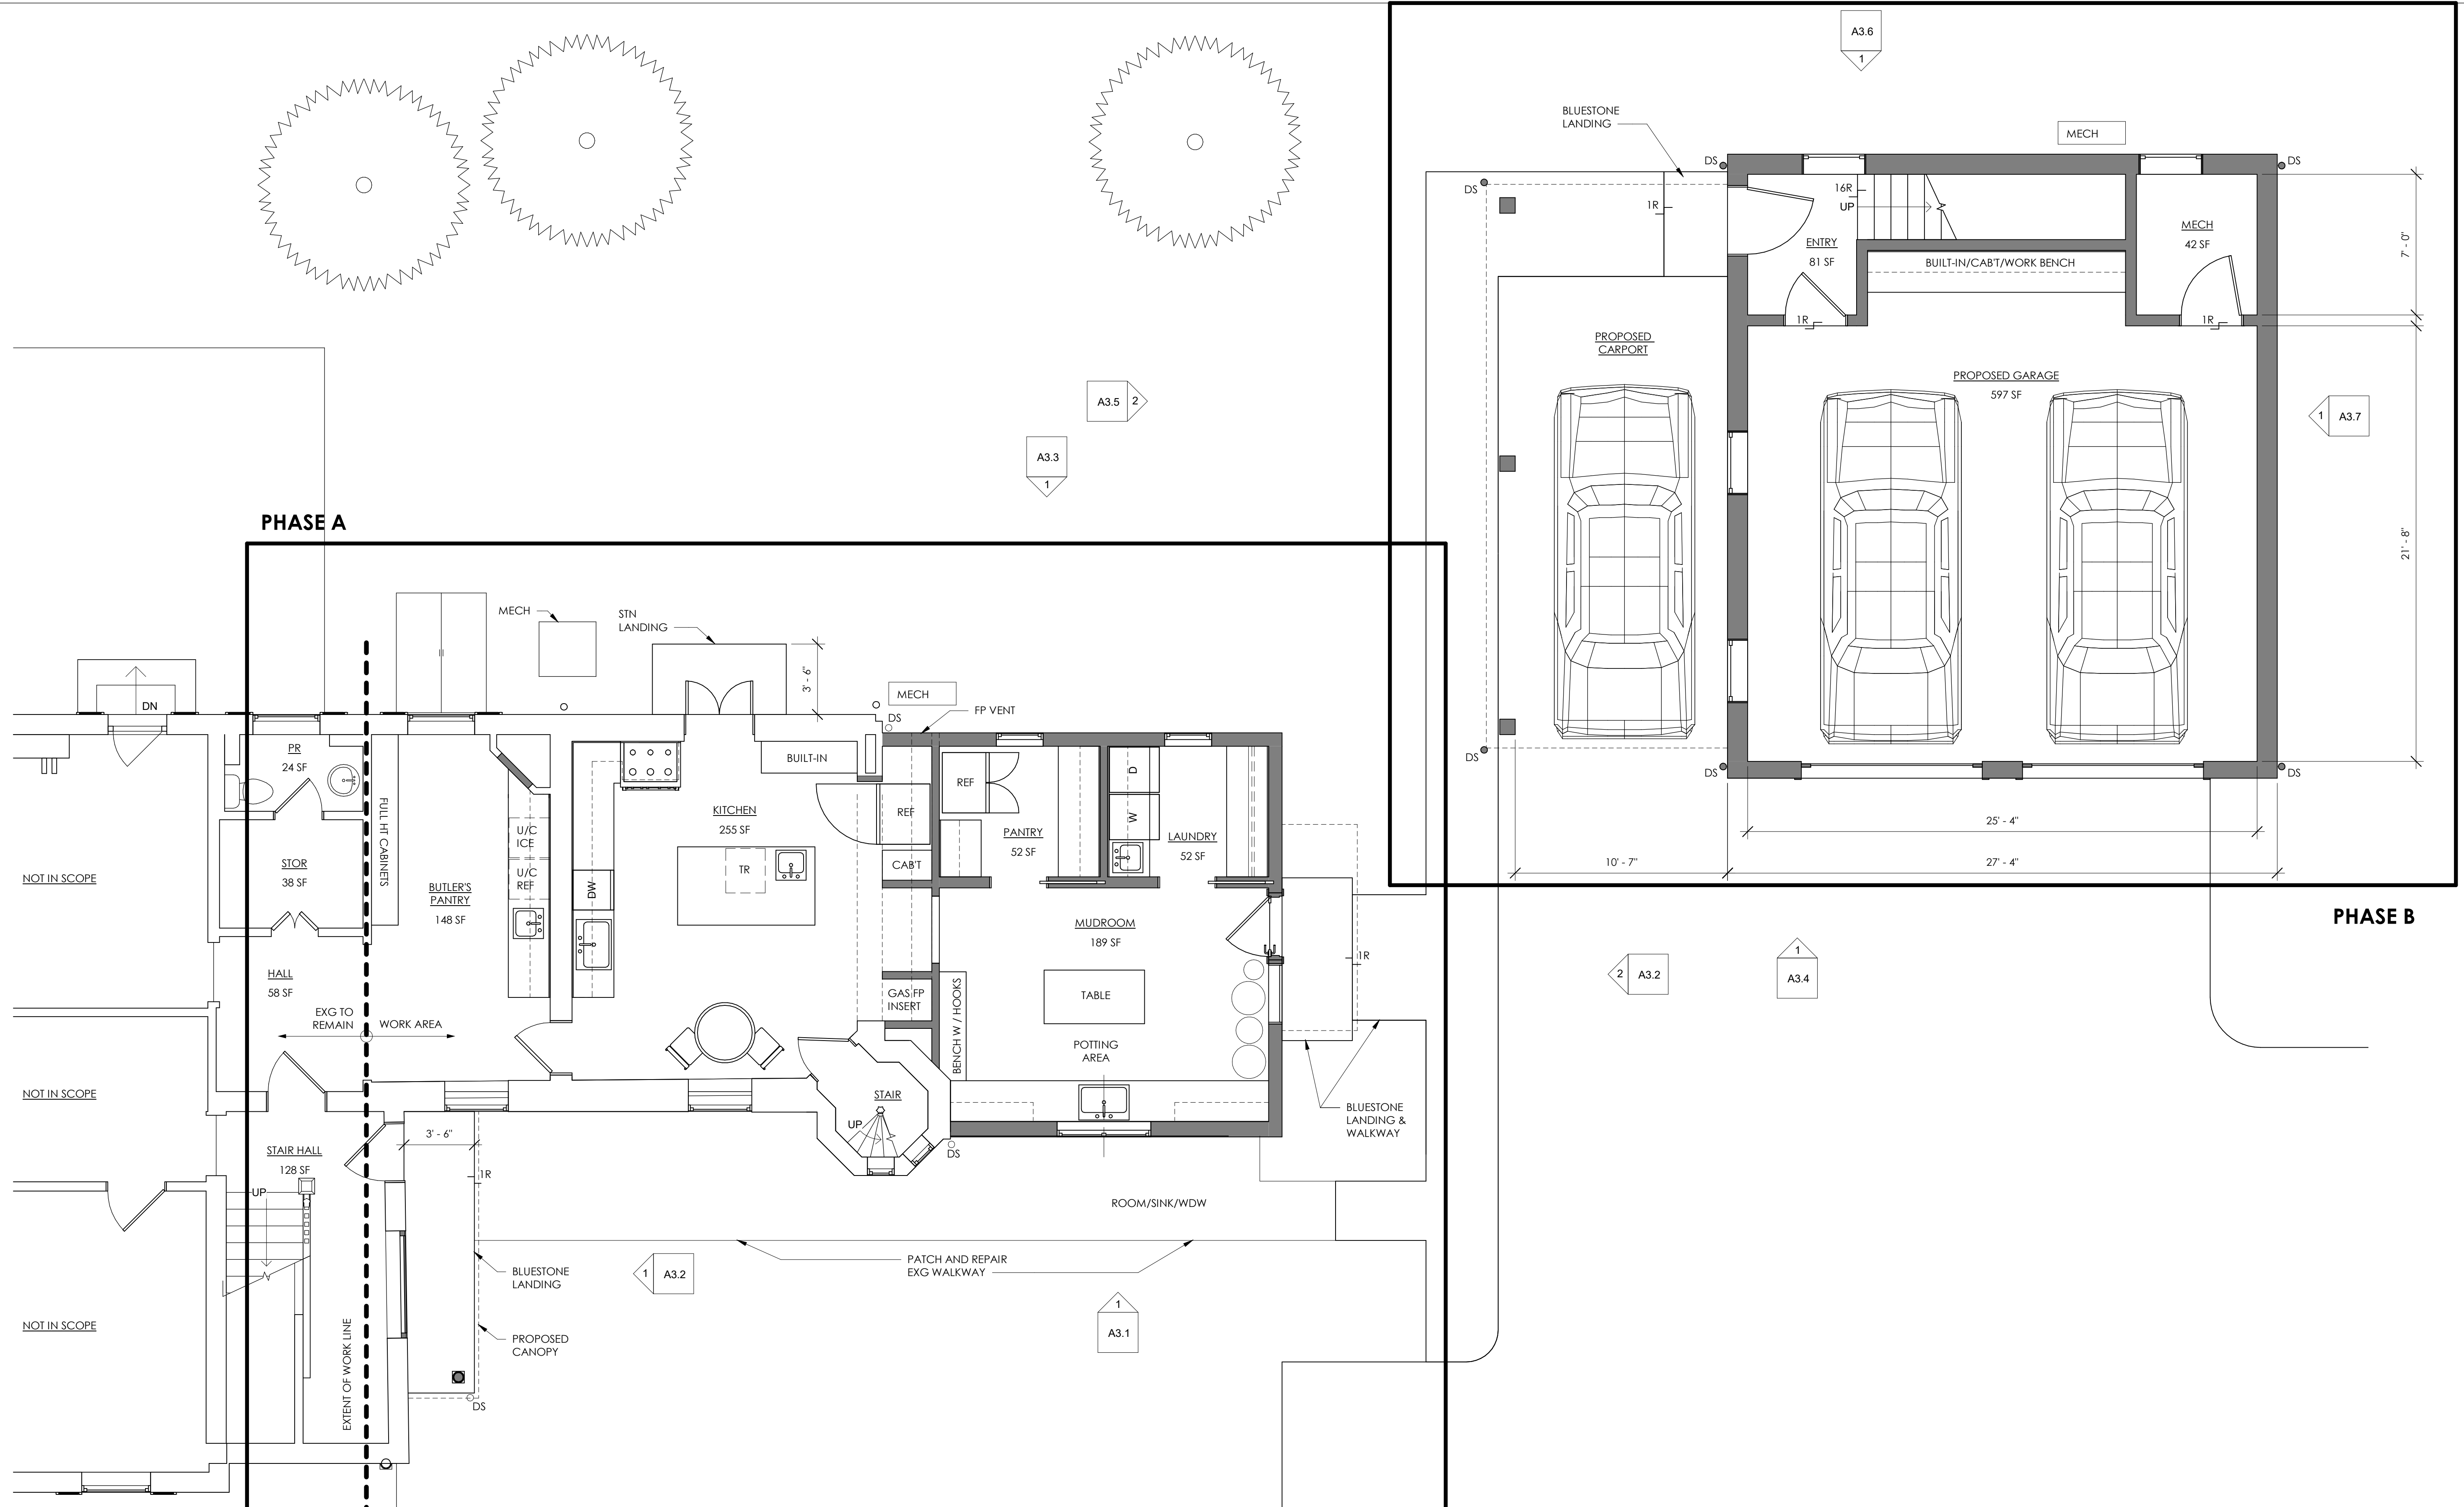 A3.6
1
BLUESTONE
LANDING
MECH
DS
DS
DS
16R
UP
1R
MECH
42 SF
ENTRY
81 SF
BUILT-IN/CAB'T/WORK BENCH
7' - 0"
1R
1R
PROPOSED
CARPORT
PROPOSED GARAGE
597 SF
A3.5
2
1
A3.7
A3.3
1
21' - 8"
PHASE A
MECH
STN
LANDING
3' - 6"
MECH
DS
FP VENT
DN
DS
DS
DS
PR
24 SF
BUILT-IN
REF
D
FULL HT CABINETS
KITCHEN
255 SF
REF
W
U/C
ICE
PANTRY
52 SF
LAUNDRY
52 SF
25' - 4"
STOR
38 SF
NOT IN SCOPE
U/C
REF
DW
TR
CAB'T
10' - 7"
27' - 4"
BUTLER'S
PANTRY
148 SF
PHASE B
MUDROOM
189 SF
HALL
58 SF
1R
2
A3.2
1
A3.4
GAS FP
INSERT
BENCH W / HOOKS
TABLE
EXG TO
REMAIN
WORK AREA
POTTING
AREA
NOT IN SCOPE
STAIR
UP
BLUESTONE
LANDING &
WALKWAY
3' - 6"
DS
STAIR HALL
128 SF
1R
UP
ROOM/SINK/WDW
PATCH AND REPAIR
EXG WALKWAY
BLUESTONE
LANDING
1
A3.2
1
A3.1
NOT IN SCOPE
EXTENT OF WORK LINE
PROPOSED
CANOPY
DS